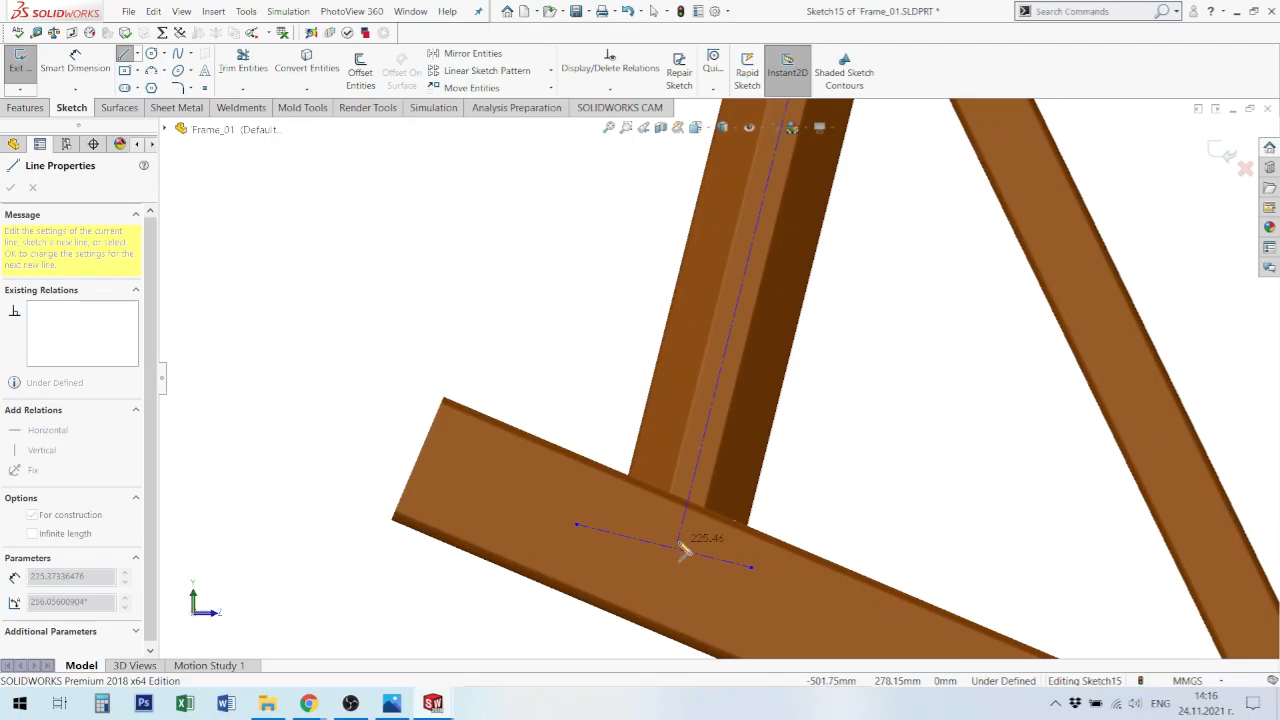 SOLIDWORKS File Edit View Insert Tools Simulation PhotoView 360 Window Help Sketch15 of 'Frame_01.SLDPRT * Search Commands
Exit ... Smart Dimension Trim Entities Convert Entities Offset Entities Offset On Surface Mirror Entities Linear Sketch Pattern Move Entities Display/Delete Relations Repair Sketch Qui... Rapid Sketch Instant2D Shaded Sketch Contours
Features Sketch Surfaces Sheet Metal Weldments Mold Tools Render Tools Simulation Analysis Preparation SOLIDWORKS CAM
Frame_01 (Default...
Line Properties
Message
Edit the settings of the current
line, sketch a new line, or select
OK to change the settings for the
next new line.
Existing Relations
Under Defined
Add Relations
Horizontal
Vertical
Fix
Options
For construction
Infinite length
Parameters
225.37336476
256.05600904°
Additional Parameters
225.46
Y
Z
Model 3D Views Motion Study 1
SOLIDWORKS Premium 2018 x64 Edition -501.75mm 278.15mm 0mm Under Defined Editing Sketch15 MMGS
ENG 14:16
24.11.2021 г.